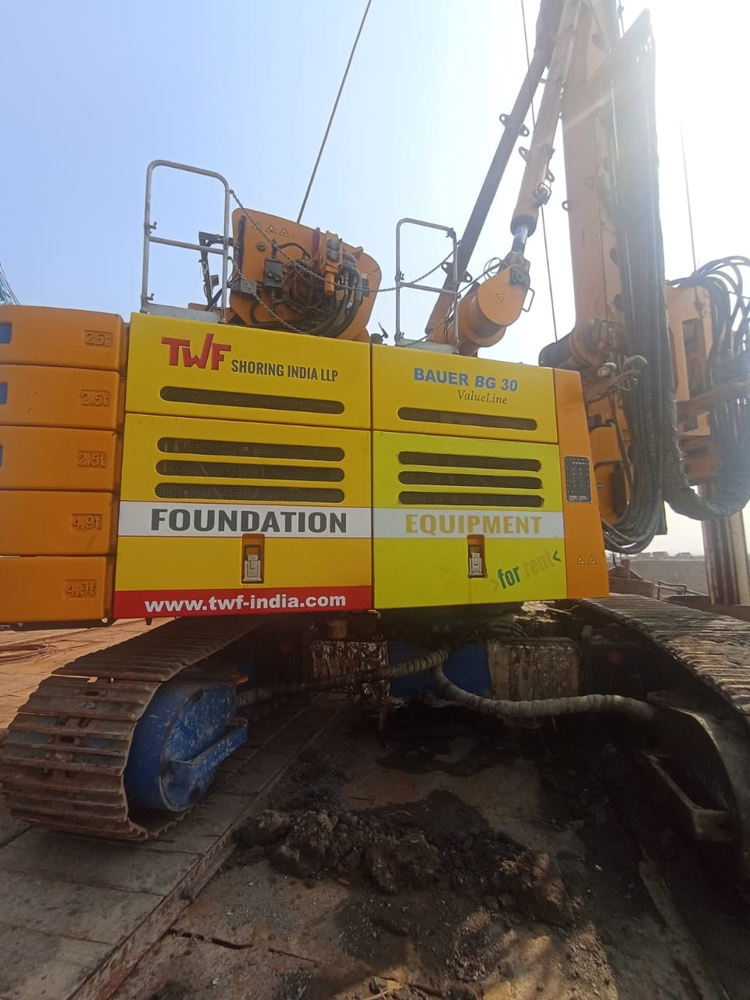 TWF SHORING INDIA LLP
BAUER BG 30
ValueLine
2.5t
2.5t
2.5t
4,9t
4,9t
FOUNDATION EQUIPMENT
>for rent<
www.twf-india.com